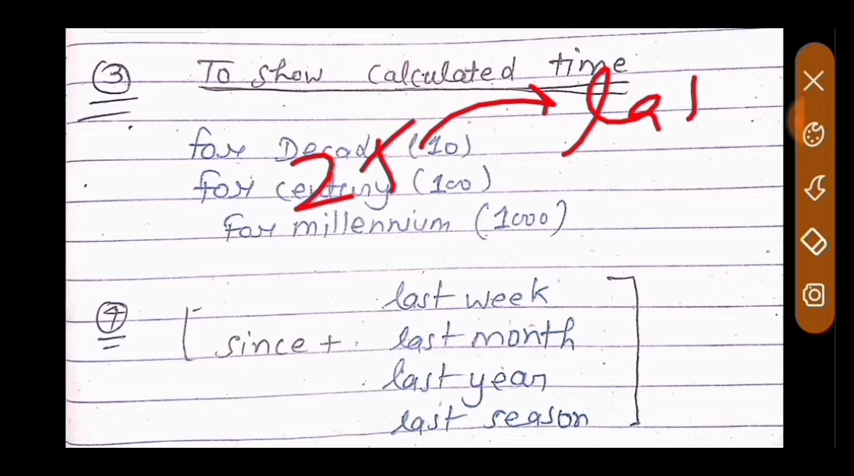 ③ To show calculated time
for Decade (10)
for century (100)
for millennium (1000)
④ since + last week
last month
last year
last season